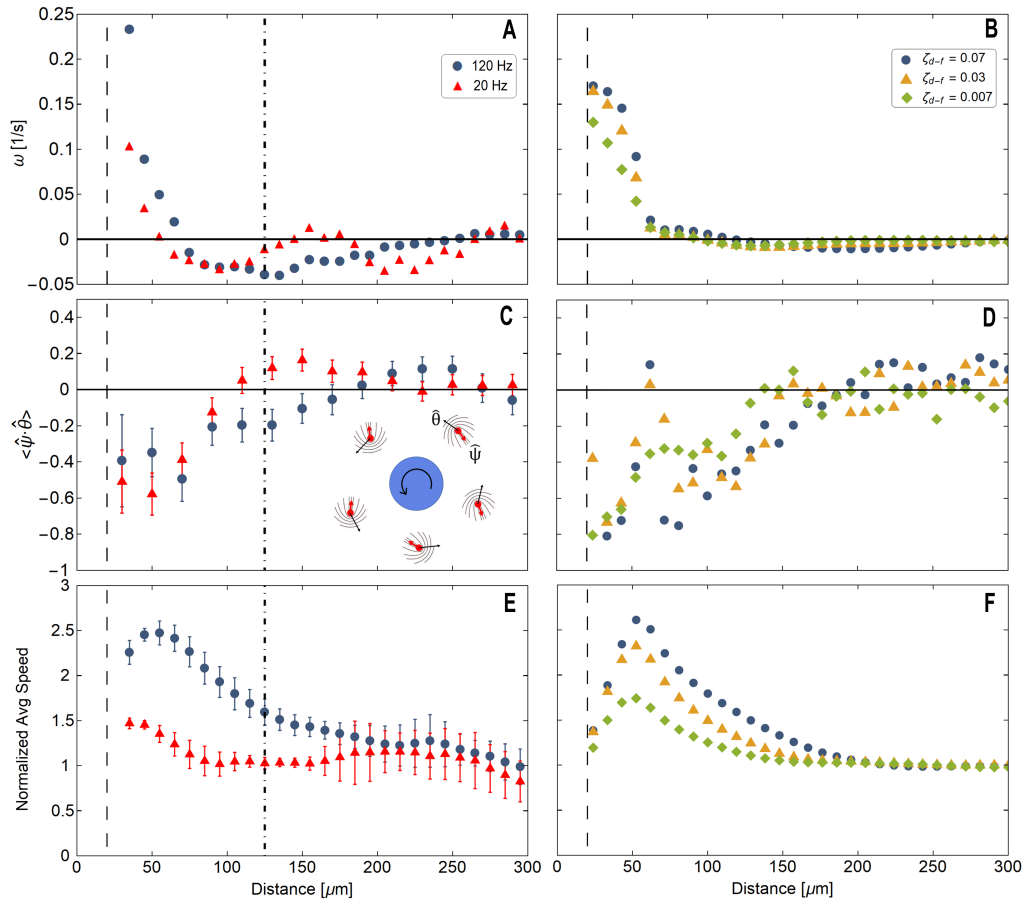 A
0.25
0.2
0.15
0.1
0.05
0
−0.05
ω [1/s]
120 Hz
20 Hz
B
ζd−f = 0.07
ζd−f = 0.03
ζd−f = 0.007
C
0.4
0.2
0
−0.2
−0.4
−0.6
−0.8
−1
<ψ̂·θ̂>
θ̂
ψ̂
D
E
3
2.5
2
1.5
1
0.5
0
Normalized Avg Speed
0 50 100 150 200 250 300
Distance [μm]
F
0 50 100 150 200 250 300
Distance [μm]